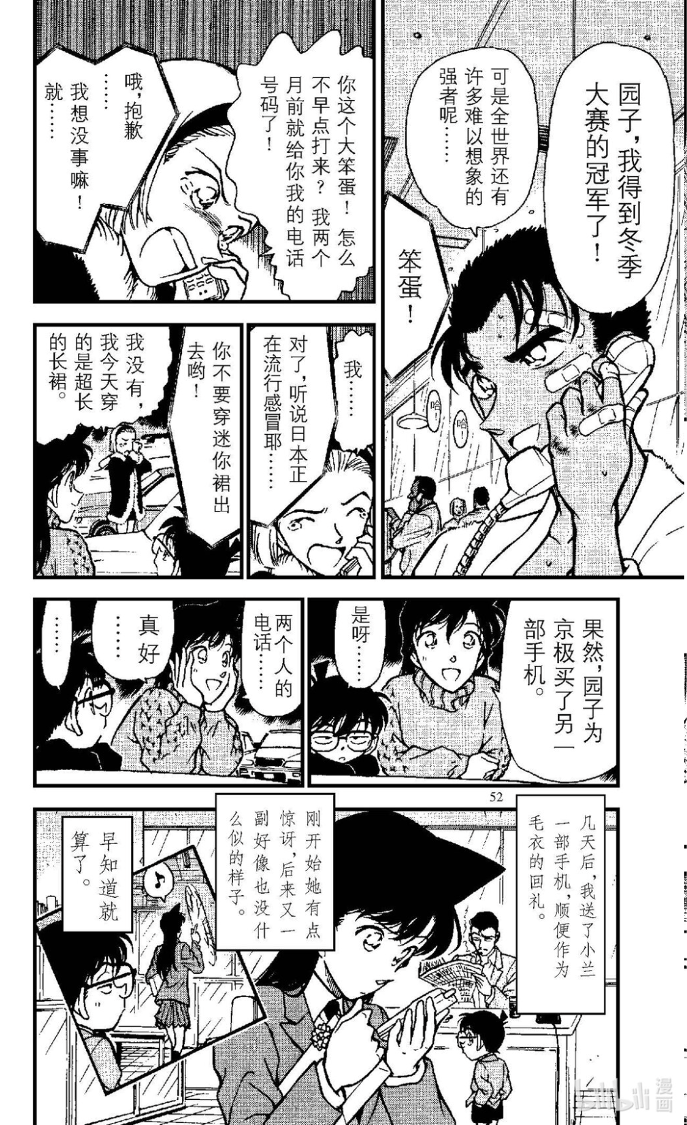 园子，我得到冬季
大赛的冠军了！
可是全世界还有
许多难以想象的
强者呢……
笨蛋！
哈
哈
你这个大笨蛋！怎么
不早点打来？我两个
月前就给你我的电话
号码了！
哦，抱歉
……
我想没事嘛！
就……
我…
对了，听说日本正
在流行感冒耶……
你不要穿迷你裙出
去哟！
我没有，
我今天穿
的是超长
的长裙。
果然，园子为
京极买了另一
部手机。
是呀
……
两个人的
电话……
真好
……
……
52
几天后，我送了小兰
一部手机，顺便作为
毛衣的回礼。
刚开始她有点
惊讶，后来又一
副好像也没什
么似的样子。
早知道就
算了。
bilibili
漫画